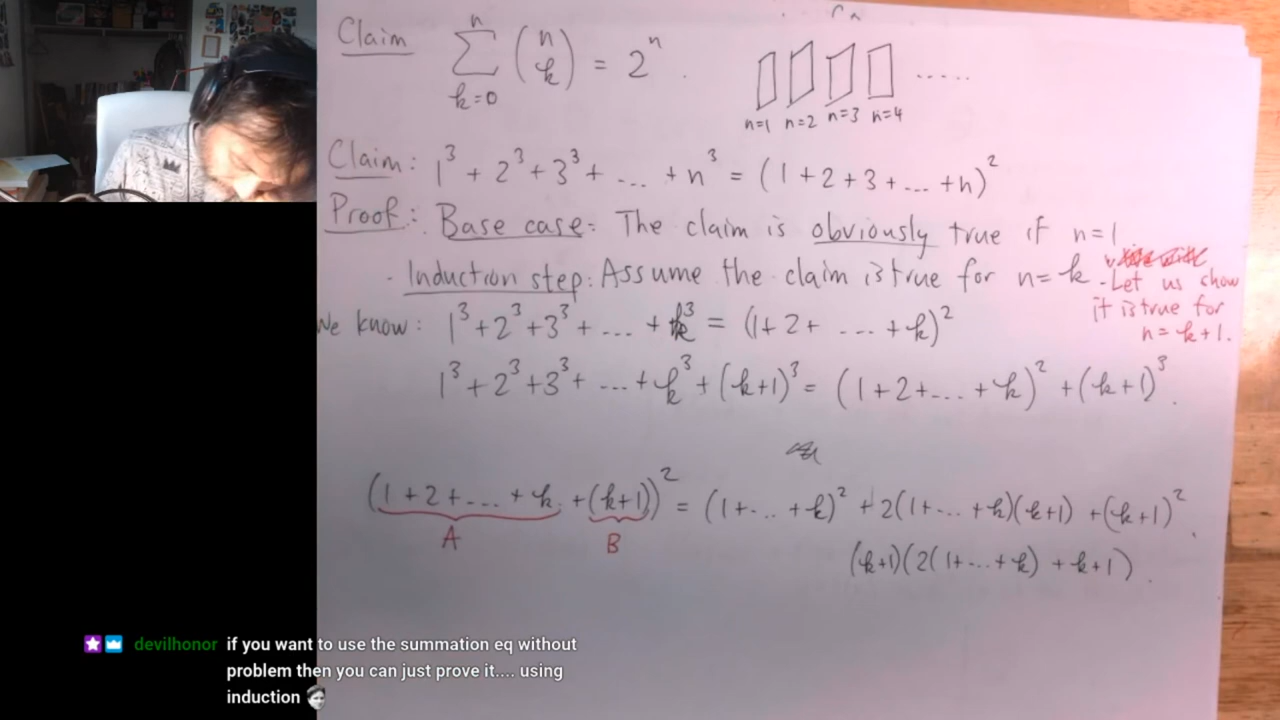 Claim ∑_{k=0}^{n} (n k) = 2^n .
n=1 n=2 n=3 n=4 .....
Claim: 1³ + 2³ + 3³ + ... + n³ = (1+2+3+...+n)²
Proof: Base case: The claim is obviously true if n=1.
- Induction step: Assume the claim is true for n=k. Let us show
it is true for
n=k+1.
We know: 1³+2³+3³+ .... + k³ = (1+2+ ... +k)²
1³+2³+3³+ ...+k³+(k+1)³ = (1+2+...+k)² +(k+1)³.
(1+2+... +k +(k+1))² = (1+... +k)² + 2(1+... +k)(k+1) +(k+1)².
A B
(k+1)(2(1+...+k) +k+1).
devilhonor if you want to use the summation eq without
problem then you can just prove it.... using
induction